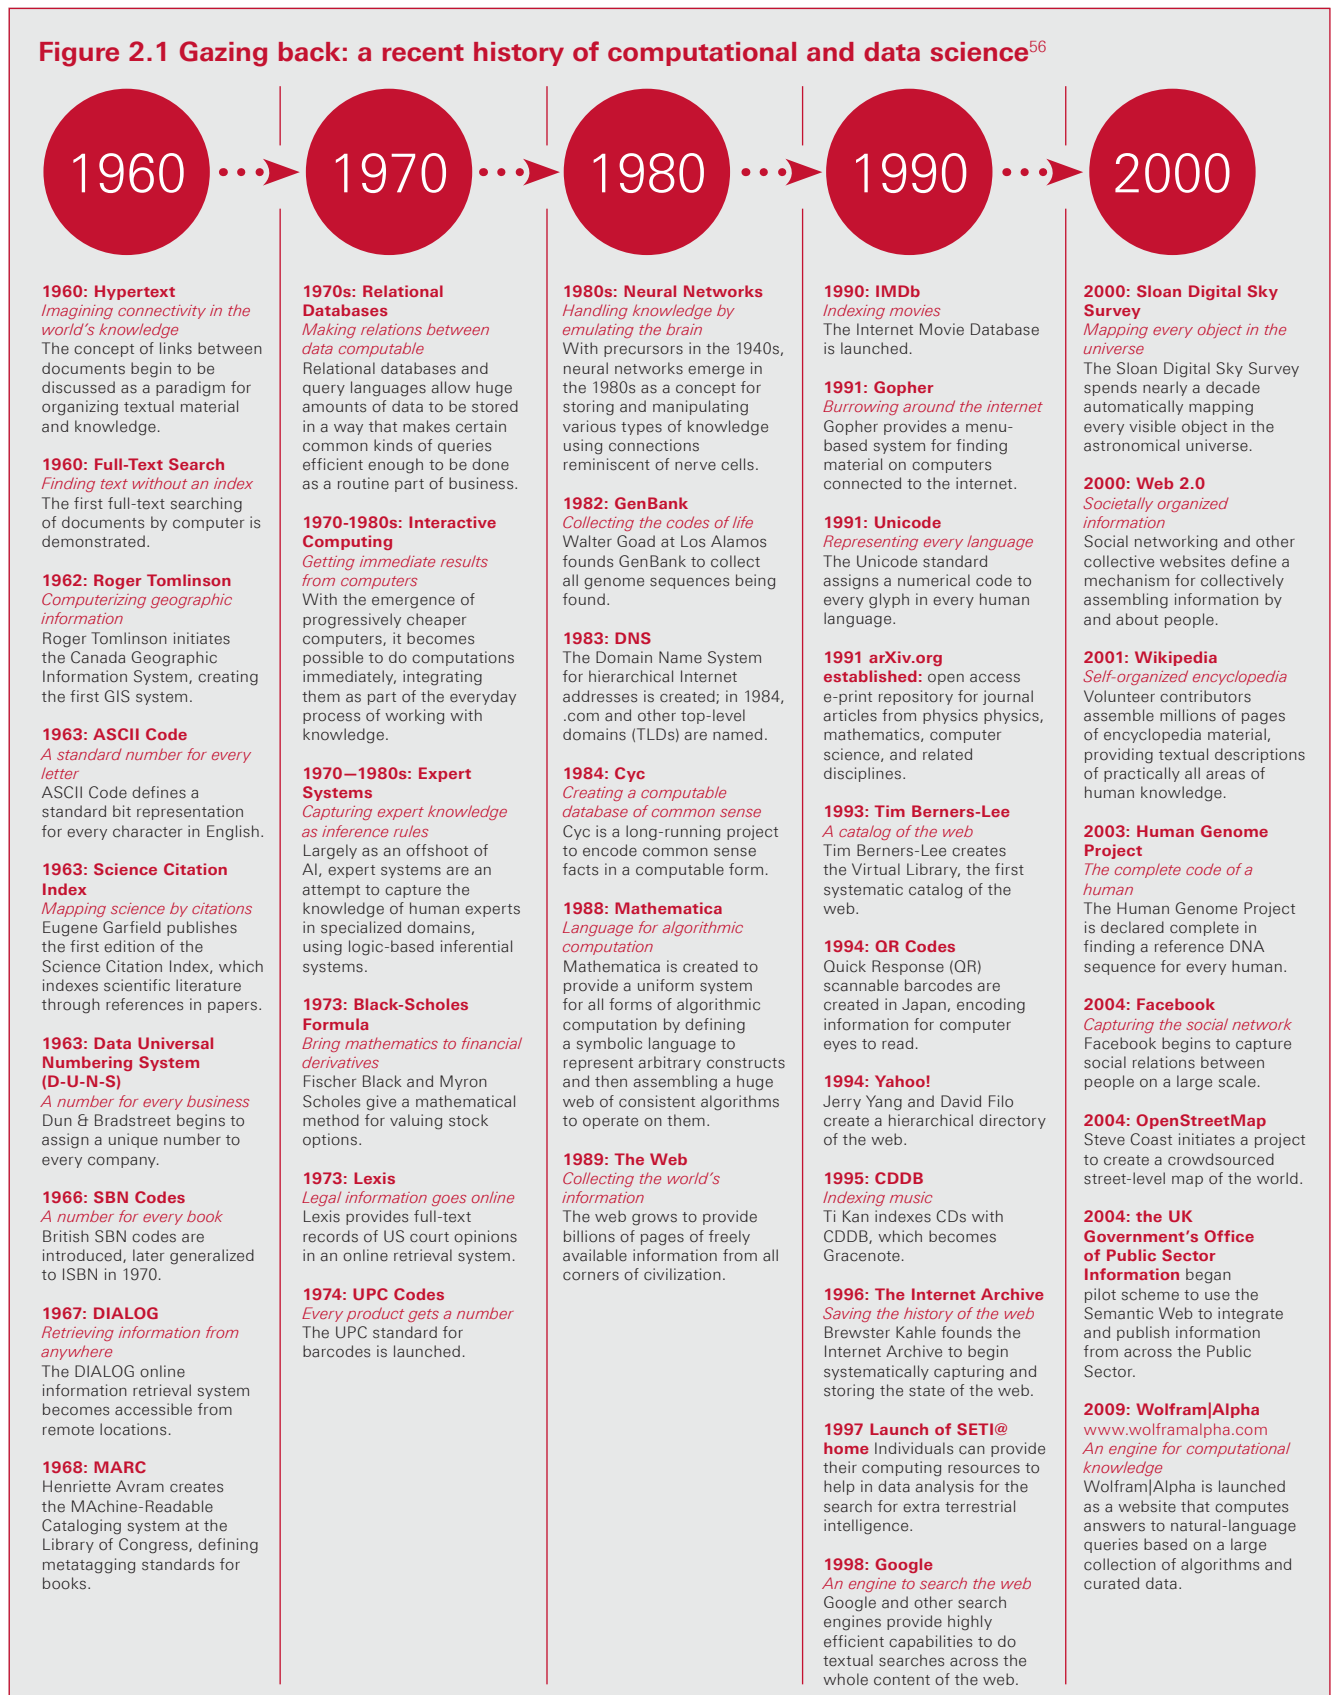 Figure 2.1 Gazing back: a recent history of computational and data science56
1960
1970
1980
1990
2000
1960: Hypertext
Imagining connectivity in the
world's knowledge
The concept of links between
documents begin to be
discussed as a paradigm for
organizing textual material
and knowledge.
1960: Full-Text Search
Finding text without an index
The first full-text searching
of documents by computer is
demonstrated.
1962: Roger Tomlinson
Computerizing geographic
information
Roger Tomlinson initiates
the Canada Geographic
Information System, creating
the first GIS system.
1963: ASCII Code
A standard number for every
letter
ASCII Code defines a
standard bit representation
for every character in English.
1963: Science Citation
Index
Mapping science by citations
Eugene Garfield publishes
the first edition of the
Science Citation Index, which
indexes scientific literature
through references in papers.
1963: Data Universal
Numbering System
(D-U-N-S)
A number for every business
Dun & Bradstreet begins to
assign a unique number to
every company.
1966: SBN Codes
A number for every book
British SBN codes are
introduced, later generalized
to ISBN in 1970.
1967: DIALOG
Retrieving information from
anywhere
The DIALOG online
information retrieval system
becomes accessible from
remote locations.
1968: MARC
Henriette Avram creates
the MAchine-Readable
Cataloging system at the
Library of Congress, defining
metatagging standards for
books.
1970s: Relational
Databases
Making relations between
data computable
Relational databases and
query languages allow huge
amounts of data to be stored
in a way that makes certain
common kinds of queries
efficient enough to be done
as a routine part of business.
1970-1980s: Interactive
Computing
Getting immediate results
from computers
With the emergence of
progressively cheaper
computers, it becomes
possible to do computations
immediately, integrating
them as part of the everyday
process of working with
knowledge.
1970—1980s: Expert
Systems
Capturing expert knowledge
as inference rules
Largely as an offshoot of
AI, expert systems are an
attempt to capture the
knowledge of human experts
in specialized domains,
using logic-based inferential
systems.
1973: Black-Scholes
Formula
Bring mathematics to financial
derivatives
Fischer Black and Myron
Scholes give a mathematical
method for valuing stock
options.
1973: Lexis
Legal information goes online
Lexis provides full-text
records of US court opinions
in an online retrieval system.
1974: UPC Codes
Every product gets a number
The UPC standard for
barcodes is launched.
1980s: Neural Networks
Handling knowledge by
emulating the brain
With precursors in the 1940s,
neural networks emerge in
the 1980s as a concept for
storing and manipulating
various types of knowledge
using connections
reminiscent of nerve cells.
1982: GenBank
Collecting the codes of life
Walter Goad at Los Alamos
founds GenBank to collect
all genome sequences being
found.
1983: DNS
The Domain Name System
for hierarchical Internet
addresses is created; in 1984,
.com and other top-level
domains (TLDs) are named.
1984: Cyc
Creating a computable
database of common sense
Cyc is a long-running project
to encode common sense
facts in a computable form.
1988: Mathematica
Language for algorithmic
computation
Mathematica is created to
provide a uniform system
for all forms of algorithmic
computation by defining
a symbolic language to
represent arbitrary constructs
and then assembling a huge
web of consistent algorithms
to operate on them.
1989: The Web
Collecting the world's
information
The web grows to provide
billions of pages of freely
available information from all
corners of civilization.
1990: IMDb
Indexing movies
The Internet Movie Database
is launched.
1991: Gopher
Burrowing around the internet
Gopher provides a menu-
based system for finding
material on computers
connected to the internet.
1991: Unicode
Representing every language
The Unicode standard
assigns a numerical code to
every glyph in every human
language.
1991 arXiv.org
established: open access
e-print repository for journal
articles from physics physics,
mathematics, computer
science, and related
disciplines.
1993: Tim Berners-Lee
A catalog of the web
Tim Berners-Lee creates
the Virtual Library, the first
systematic catalog of the
web.
1994: QR Codes
Quick Response (QR)
scannable barcodes are
created in Japan, encoding
information for computer
eyes to read.
1994: Yahoo!
Jerry Yang and David Filo
create a hierarchical directory
of the web.
1995: CDDB
Indexing music
Ti Kan indexes CDs with
CDDB, which becomes
Gracenote.
1996: The Internet Archive
Saving the history of the web
Brewster Kahle founds the
Internet Archive to begin
systematically capturing and
storing the state of the web.
1997 Launch of SETI@
home Individuals can provide
their computing resources to
help in data analysis for the
search for extra terrestrial
intelligence.
1998: Google
An engine to search the web
Google and other search
engines provide highly
efficient capabilities to do
textual searches across the
whole content of the web.
2000: Sloan Digital Sky
Survey
Mapping every object in the
universe
The Sloan Digital Sky Survey
spends nearly a decade
automatically mapping
every visible object in the
astronomical universe.
2000: Web 2.0
Societally organized
information
Social networking and other
collective websites define a
mechanism for collectively
assembling information by
and about people.
2001: Wikipedia
Self-organized encyclopedia
Volunteer contributors
assemble millions of pages
of encyclopedia material,
providing textual descriptions
of practically all areas of
human knowledge.
2003: Human Genome
Project
The complete code of a
human
The Human Genome Project
is declared complete in
finding a reference DNA
sequence for every human.
2004: Facebook
Capturing the social network
Facebook begins to capture
social relations between
people on a large scale.
2004: OpenStreetMap
Steve Coast initiates a project
to create a crowdsourced
street-level map of the world.
2004: the UK
Government's Office
of Public Sector
Information began
pilot scheme to use the
Semantic Web to integrate
and publish information
from across the Public
Sector.
2009: Wolfram|Alpha
www.wolframalpha.com
An engine for computational
knowledge
Wolfram|Alpha is launched
as a website that computes
answers to natural-language
queries based on a large
collection of algorithms and
curated data.